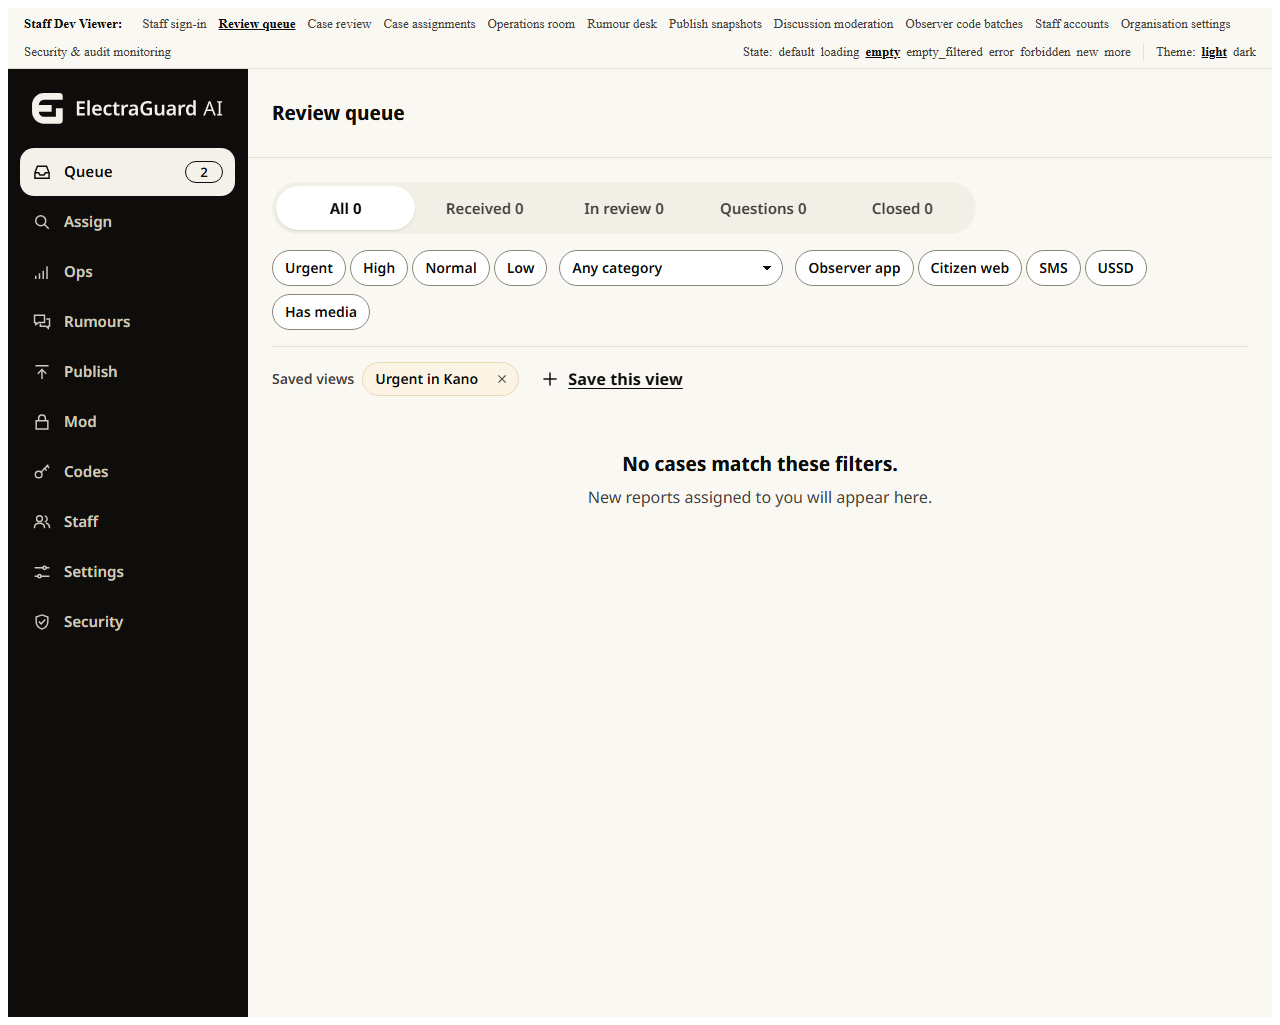 Staff Dev Viewer: Staff sign-in Review queue Case review Case assignments Operations room Rumour desk Publish snapshots Discussion moderation Observer code batches Staff accounts Organisation settings
Security & audit monitoring State: default loading empty empty_filtered error forbidden new more Theme: light dark
ElectraGuard AI
Queue 2
Assign
Ops
Rumours
Publish
Mod
Codes
Staff
Settings
Security
Review queue
All 0 Received 0 In review 0 Questions 0 Closed 0
Urgent High Normal Low Any category Observer app Citizen web SMS USSD
Has media
Saved views Urgent in Kano × + Save this view
No cases match these filters.
New reports assigned to you will appear here.